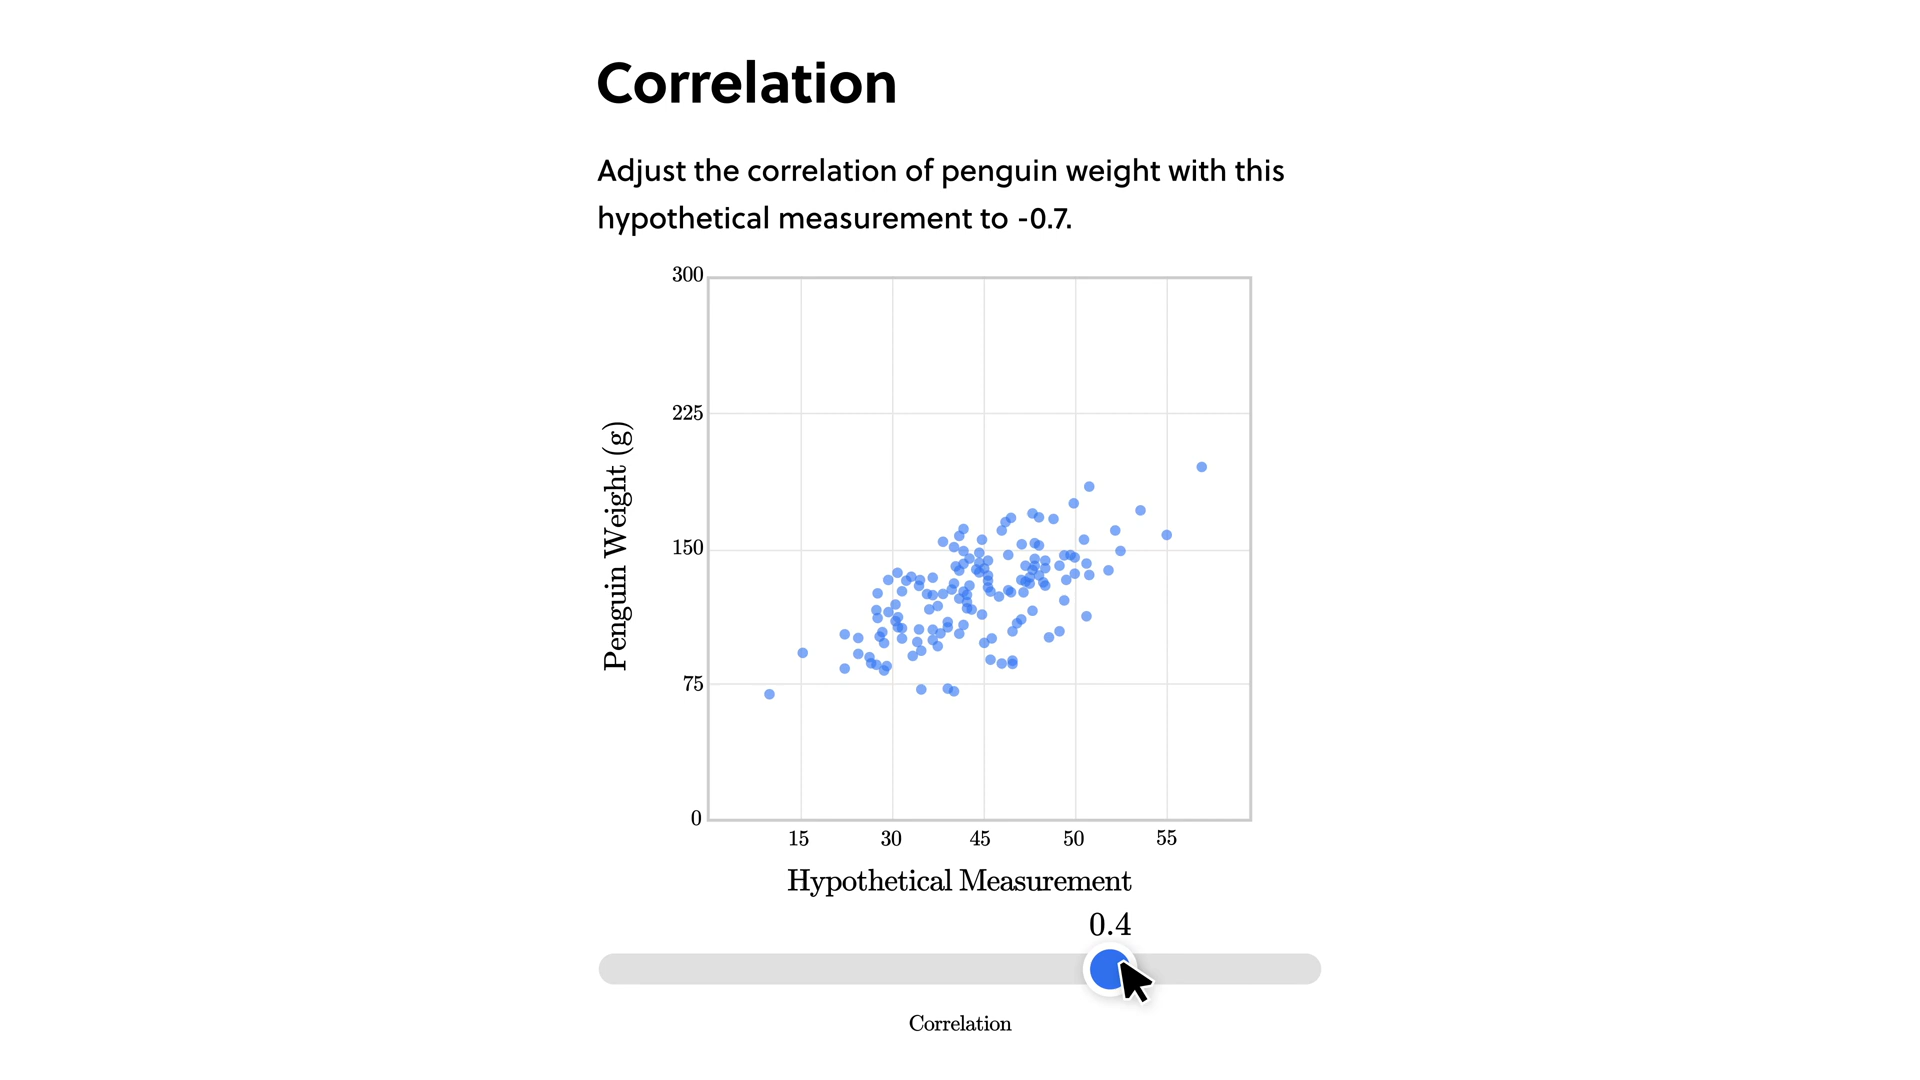 Correlation
Adjust the correlation of penguin weight with this
hypothetical measurement to -0.7.
300
225
150
75
0
Penguin Weight (g)
15 30 45 50 55
Hypothetical Measurement
0.4
Correlation